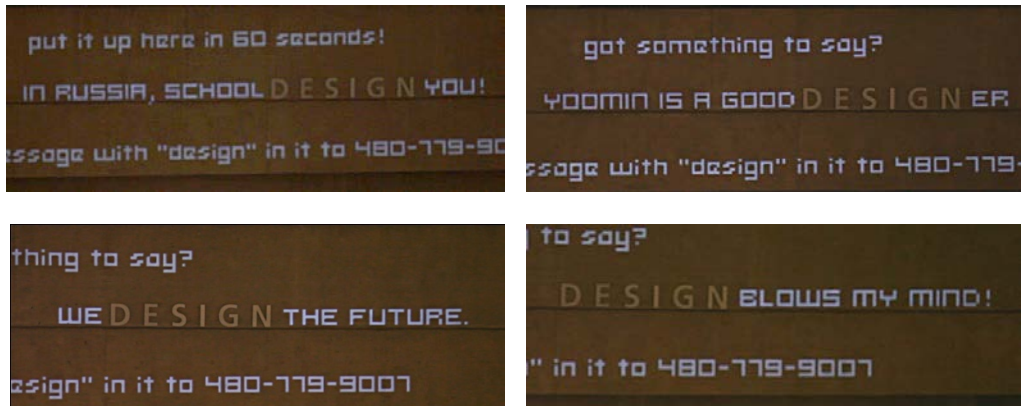 put it up here in 60 seconds!
IN RUSSIA, SCHOOL DESIGN YOU!
essage with "design" in it to 480-779-90
got something to say?
YOOMIN IS A GOOD DESIGNER
ssage with "design" in it to 480-779-
thing to say?
WE DESIGN THE FUTURE.
esign" in it to 480-779-9007
to say?
DESIGN BLOWS MY MIND!
" in it to 480-779-9007